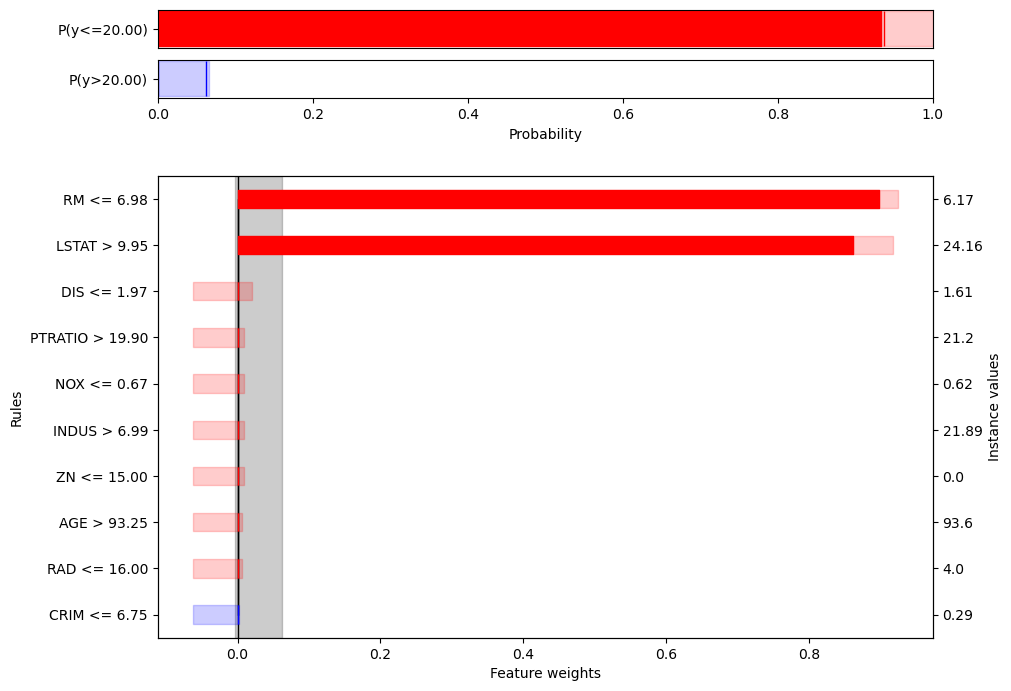 P(y<=20.00)
P(y>20.00)
0.0 0.2 0.4 0.6 0.8 1.0
Probability
RM <= 6.98 6.17
LSTAT > 9.95 24.16
DIS <= 1.97 1.61
PTRATIO > 19.90 21.2
NOX <= 0.67 0.62
INDUS > 6.99 21.89
ZN <= 15.00 0.0
AGE > 93.25 93.6
RAD <= 16.00 4.0
CRIM <= 6.75 0.29
Rules
Instance values
0.0 0.2 0.4 0.6 0.8
Feature weights